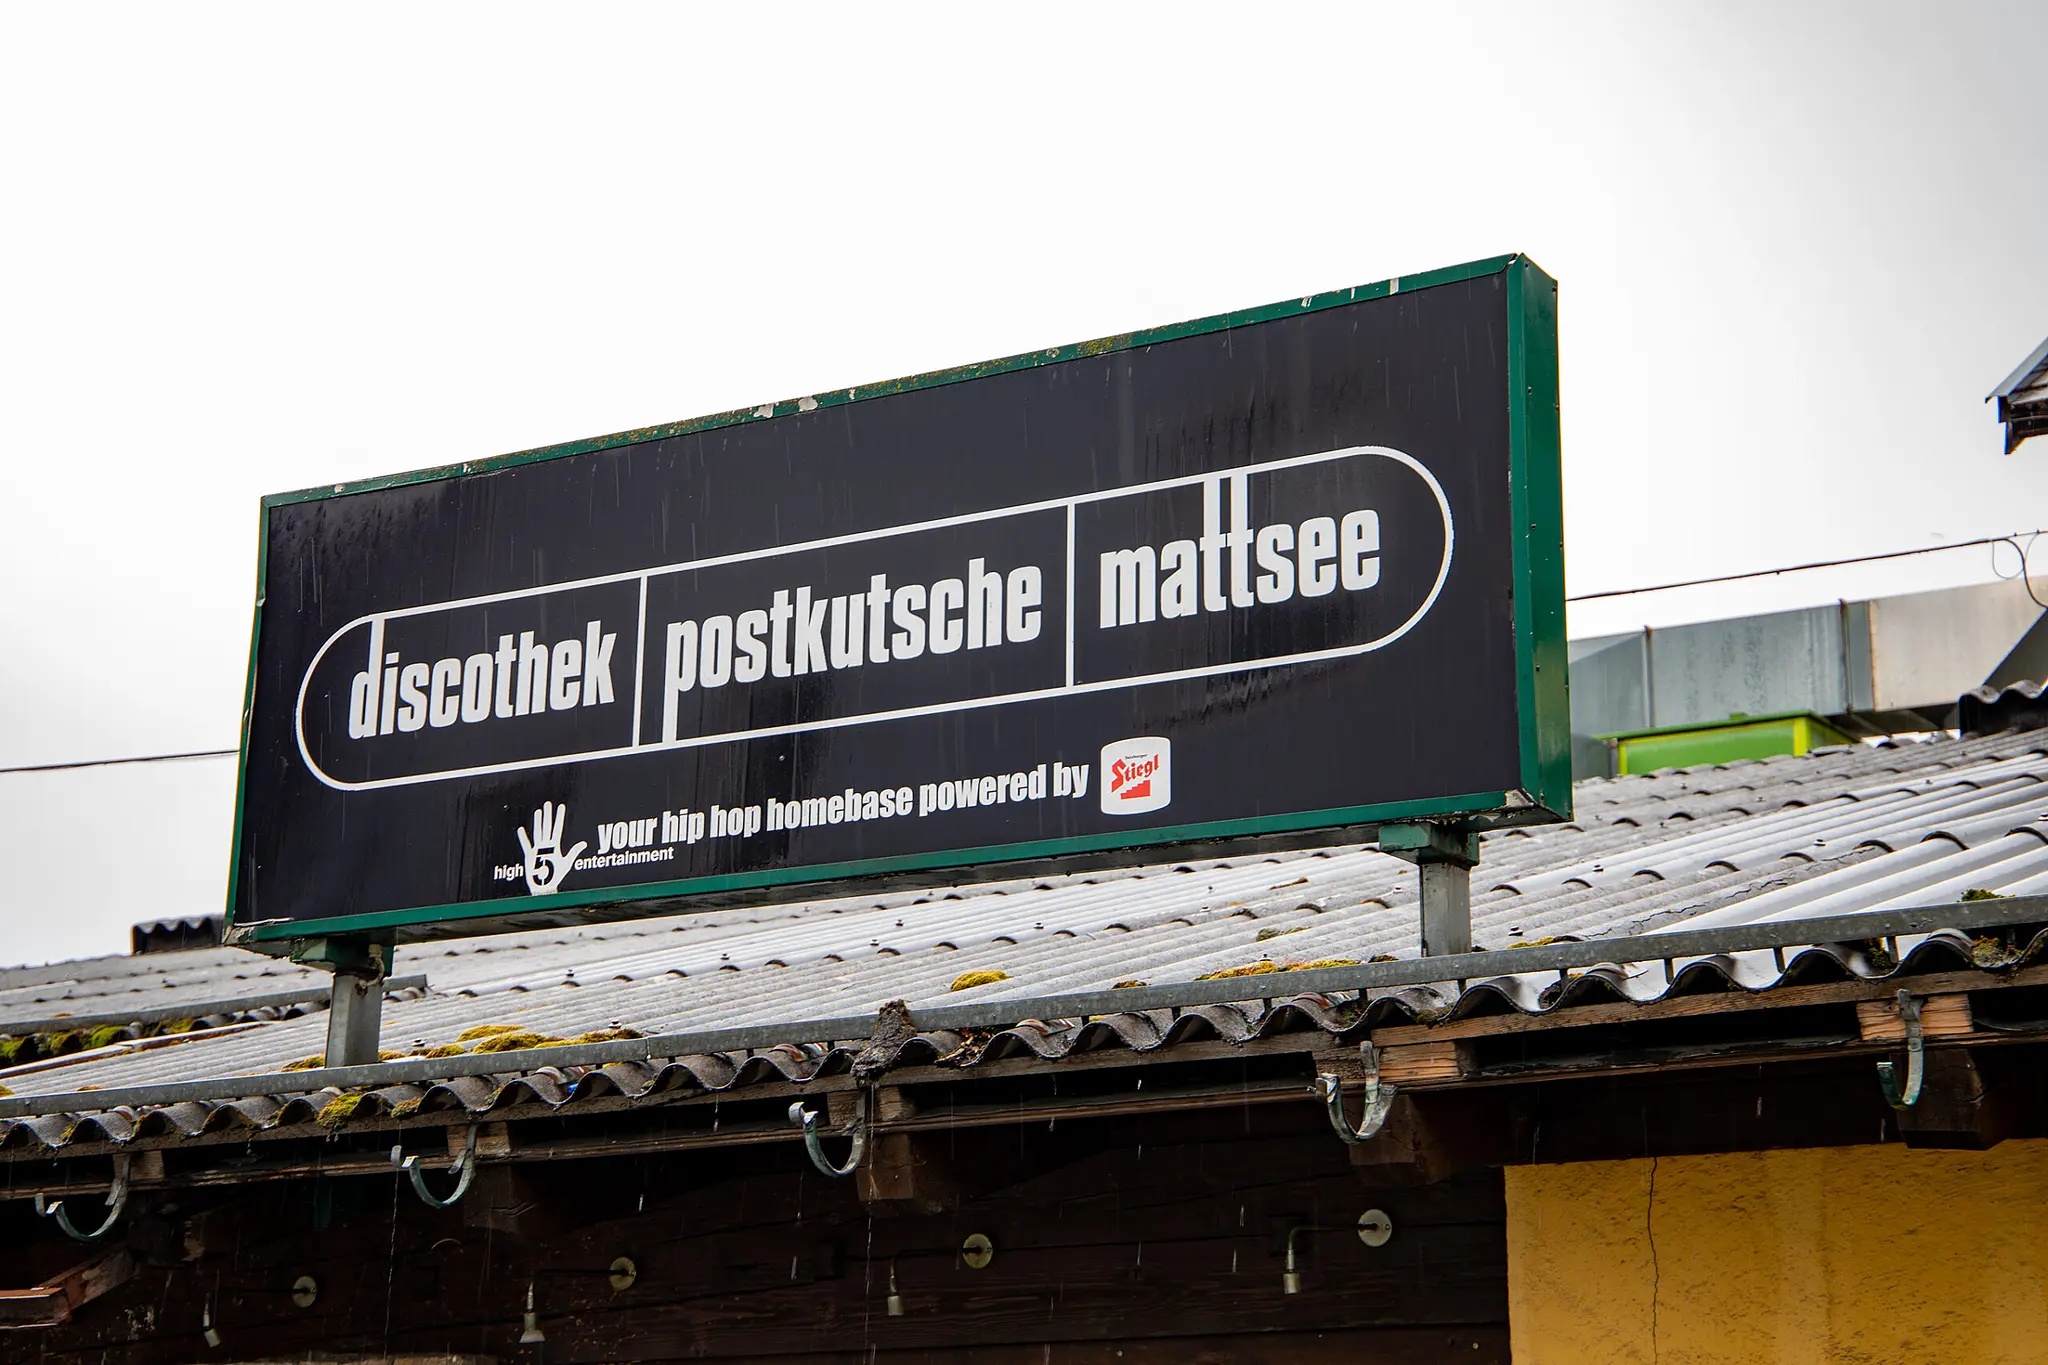 discothek postkutsche mattsee
your hip hop homebase powered by
Stiegl
high 5 entertainment